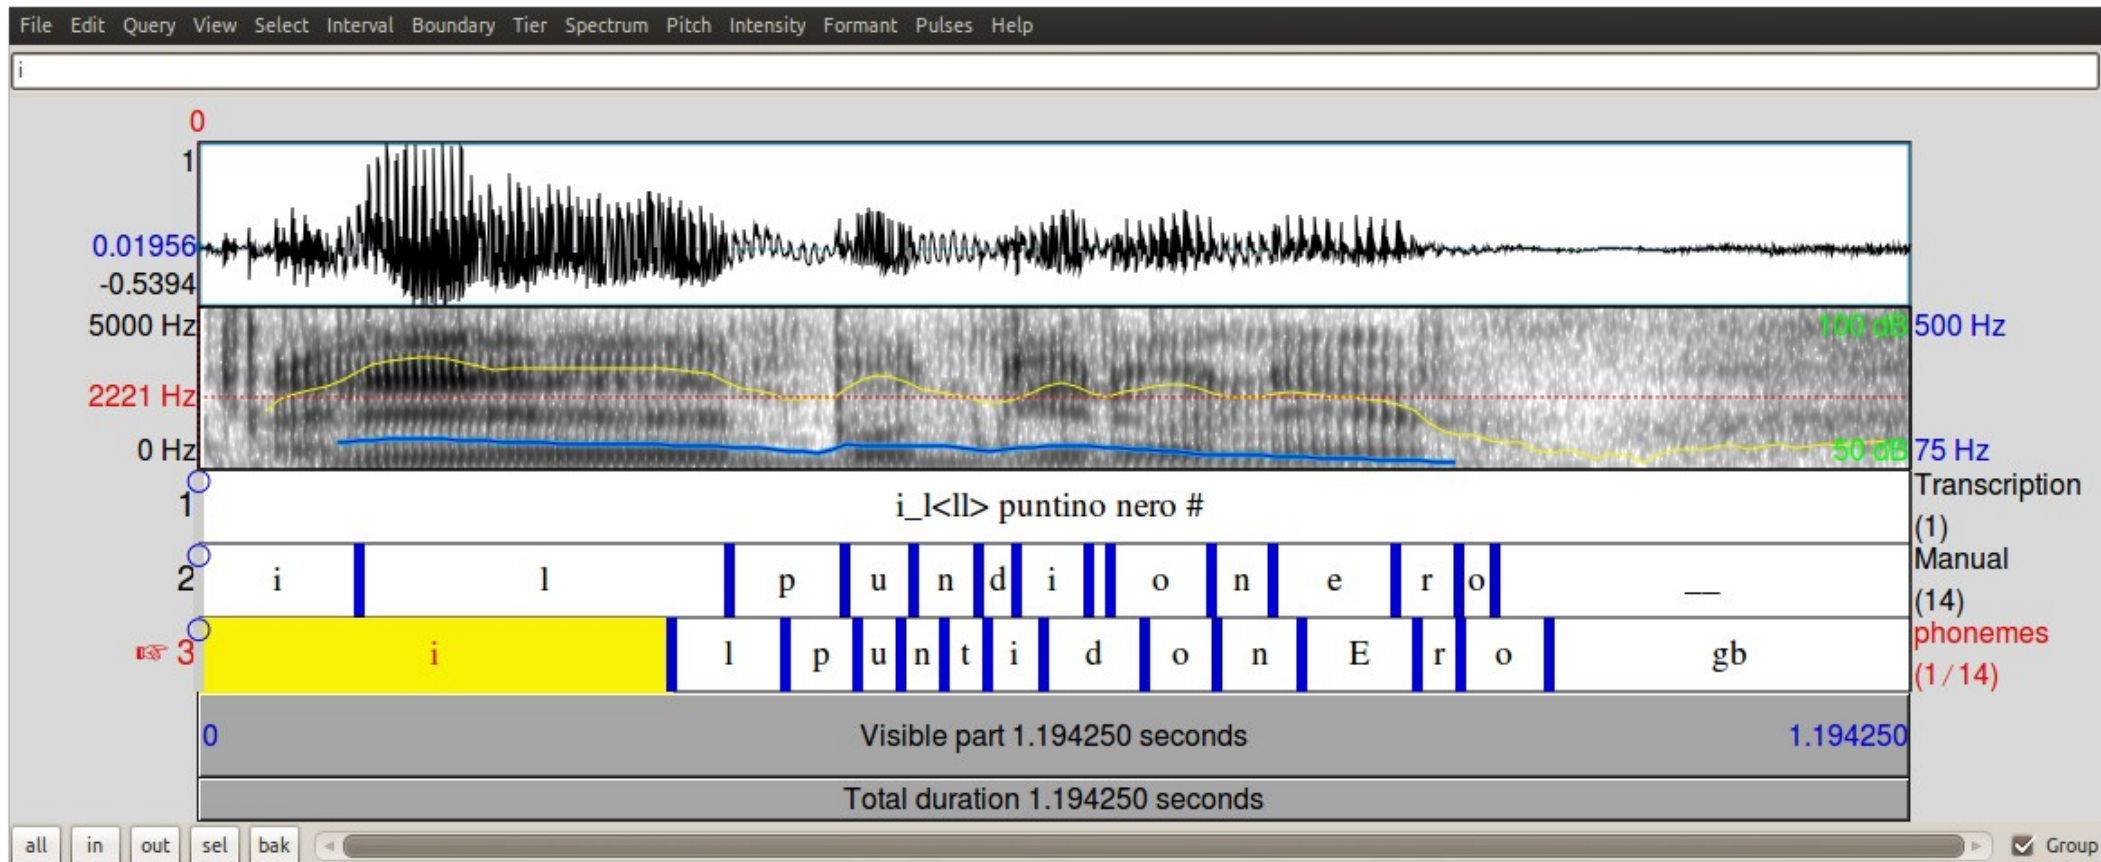 File Edit Query View Select Interval Boundary Tier Spectrum Pitch Intensity Formant Pulses Help
i
0
1
0.01956
-0.5394
5000 Hz 100 dB 500 Hz
2221 Hz
0 Hz 50 dB 75 Hz
1 i_l<ll> puntino nero # Transcription
(1)
2 i l p u n d i o n e r o __ Manual
(14)
☞ 3 i l p u n t i d o n E r o gb phonemes
(1/14)
0 Visible part 1.194250 seconds 1.194250
Total duration 1.194250 seconds
all in out sel bak Group